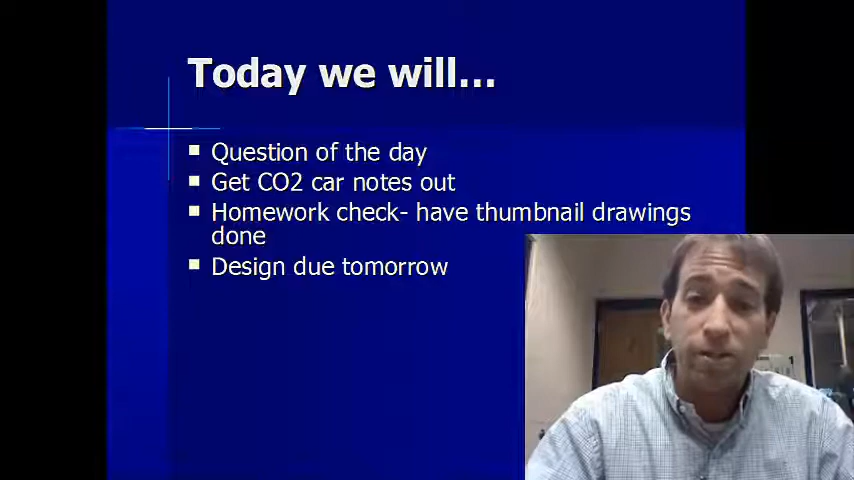 Today we will...
Question of the day
Get CO2 car notes out
Homework check- have thumbnail drawings
done
Design due tomorrow